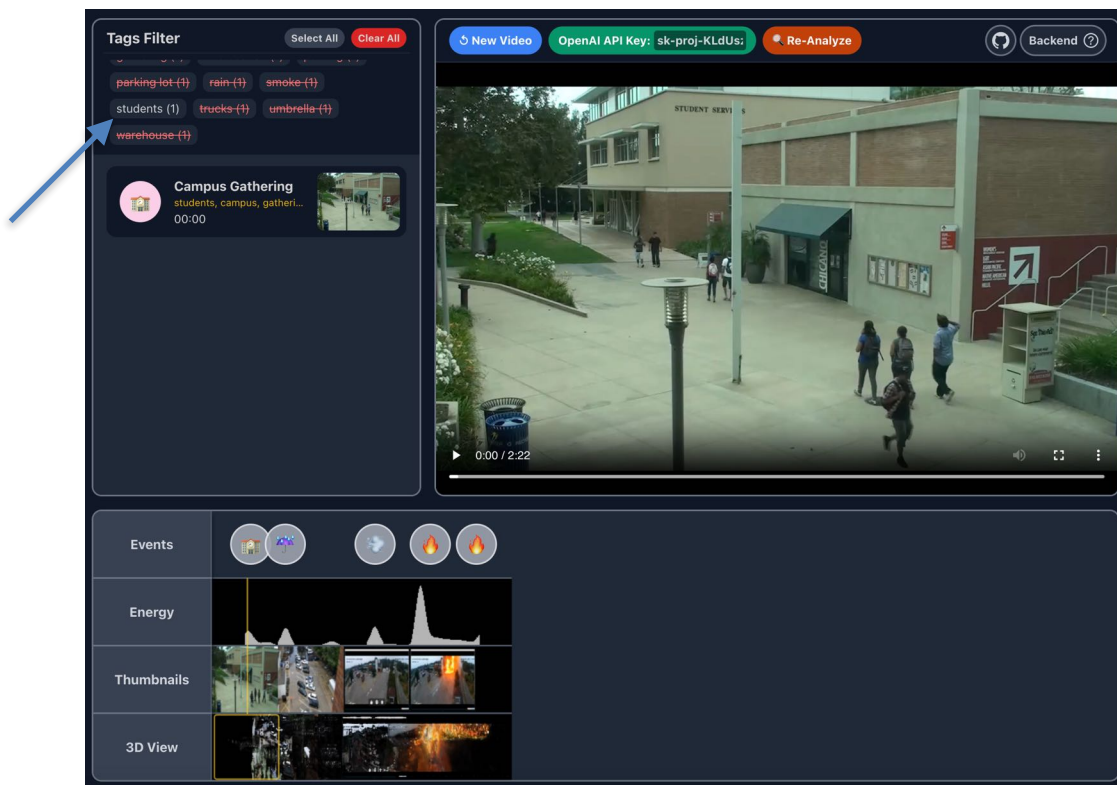 Tags Filter
Select All
Clear All
parking lot (1) rain (1) smoke (1)
students (1) trucks (1) umbrella (1)
warehouse (1)
Campus Gathering
students, campus, gatheri...
00:00
New Video
OpenAI API Key: sk-proj-KLdUs:
Re-Analyze
Backend
STUDENT SERVICES
CHICANO
0:00 / 2:22
Events
Energy
Thumbnails
3D View